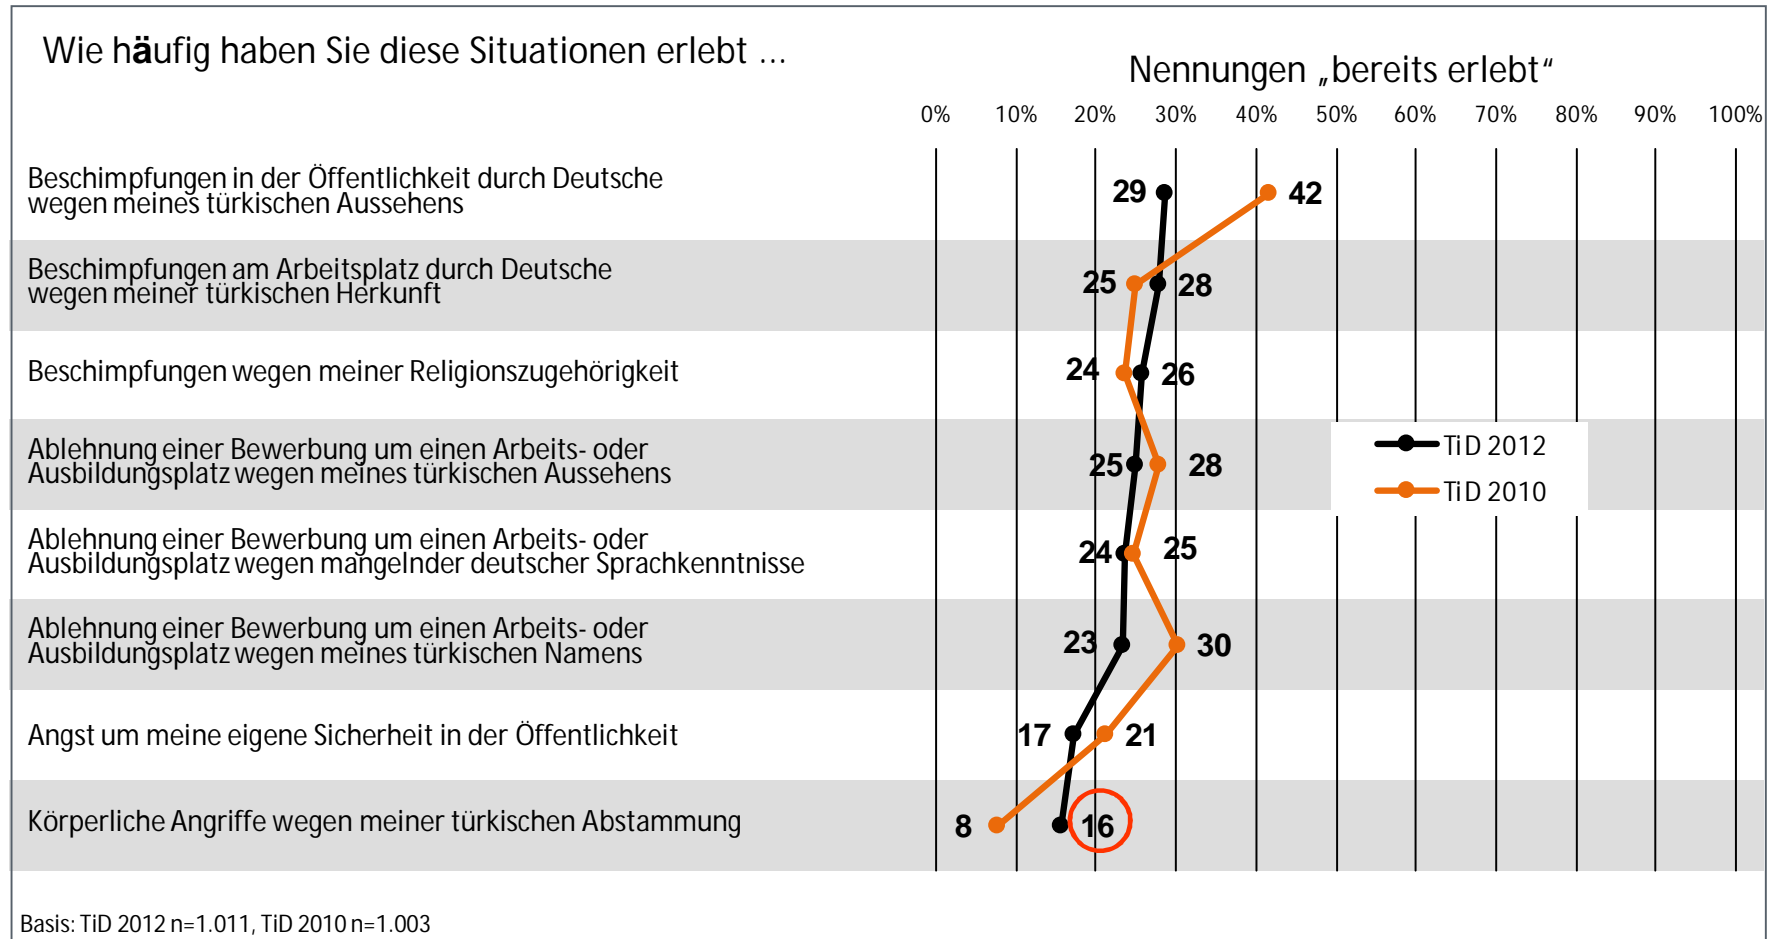 Wie häufig haben Sie diese Situationen erlebt ...
Nennungen „bereits erlebt“
0% 10% 20% 30% 40% 50% 60% 70% 80% 90% 100%
Beschimpfungen in der Öffentlichkeit durch Deutsche
wegen meines türkischen Aussehens
29 42
Beschimpfungen am Arbeitsplatz durch Deutsche
wegen meiner türkischen Herkunft
25 28
Beschimpfungen wegen meiner Religionszugehörigkeit
24 26
Ablehnung einer Bewerbung um einen Arbeits- oder
Ausbildungsplatz wegen meines türkischen Aussehens
25 28
TiD 2012
TiD 2010
Ablehnung einer Bewerbung um einen Arbeits- oder
Ausbildungsplatz wegen mangelnder deutscher Sprachkenntnisse
24 25
Ablehnung einer Bewerbung um einen Arbeits- oder
Ausbildungsplatz wegen meines türkischen Namens
23 30
Angst um meine eigene Sicherheit in der Öffentlichkeit
17 21
Körperliche Angriffe wegen meiner türkischen Abstammung
8 16
Basis: TiD 2012 n=1.011, TiD 2010 n=1.003